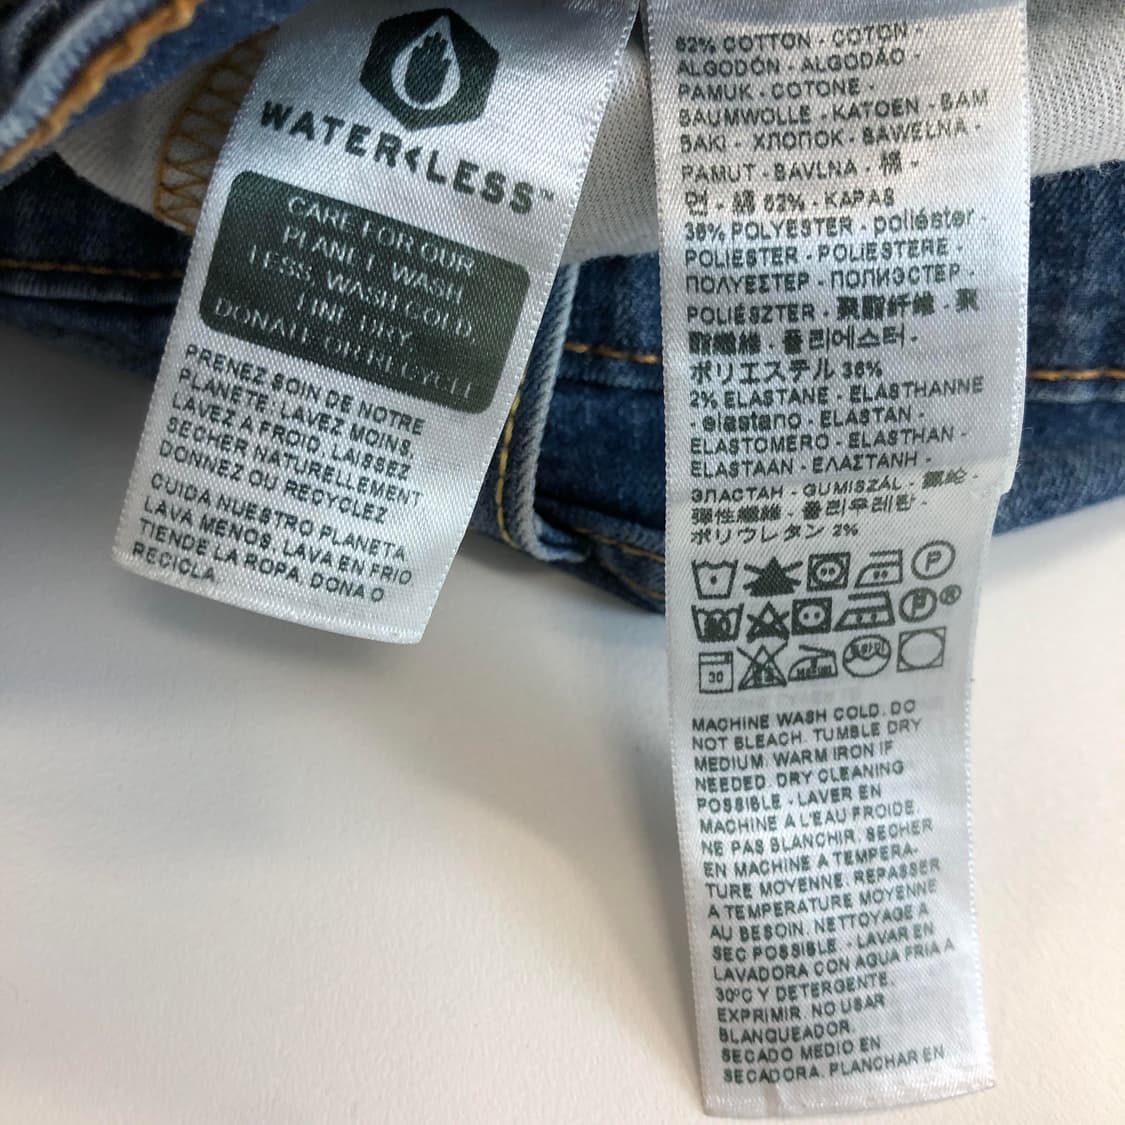 WATER<LESS™
CARE FOR OUR
PLANET. WASH
LESS, WASH COLD,
LINE DRY,
DONATE OR RECYCLE
PRENEZ SOIN DE NOTRE
PLANÈTE: LAVEZ MOINS,
LAVEZ A FROID, LAISSEZ
SÉCHER NATURELLEMENT
DONNEZ OU RECYCLEZ
CUIDA NUESTRO PLANETA
LAVA MENOS, LAVA EN FRIO
TIENDE LA ROPA, DONA O
RECICLA
62% COTTON - COTON -
ALGODÓN - ALGODÃO -
PAMUK - COTONE -
BAUMWOLLE - KATOEN - BAM
BAKI - ХЛОПОК - BAWEŁNA -
PAMUT - BAVLNA - 棉 -
면 - 綿 62% - KAPAS
36% POLYESTER - poliéster -
POLIESTER - POLIESTERE -
ΠΟΛΥΕΣΤΕΡ - ПОЛИЭСТЕР -
POLIÉSZTER - 聚酯纤维 - 聚
酯纖維 - 폴리에스터 -
ポリエステル 36%
2% ELASTANE - ELASTHANNE
- elastano - ELASTAN -
ELASTOMERO - ELASTHAN -
ELASTAAN - ΕΛΑΣΤΑΝΗ -
ЭЛАСТАН - GUMISZÁL - 氨纶 -
彈性纖維 - 폴리우레탄 -
ポリウレタン 2%
P
P ®
30
MACHINE WASH COLD. DO
NOT BLEACH. TUMBLE DRY
MEDIUM. WARM IRON IF
NEEDED. DRY CLEANING
POSSIBLE - LAVER EN
MACHINE A L'EAU FROIDE.
NE PAS BLANCHIR. SECHER
EN MACHINE A TEMPERA-
TURE MOYENNE. REPASSER
A TEMPERATURE MOYENNE
AU BESOIN. NETTOYAGE A
SEC POSSIBLE - LAVAR EN
LAVADORA CON AGUA FRIA A
30ºC Y DETERGENTE.
EXPRIMIR. NO USAR
BLANQUEADOR.
SECADO MEDIO EN
SECADORA. PLANCHAR EN